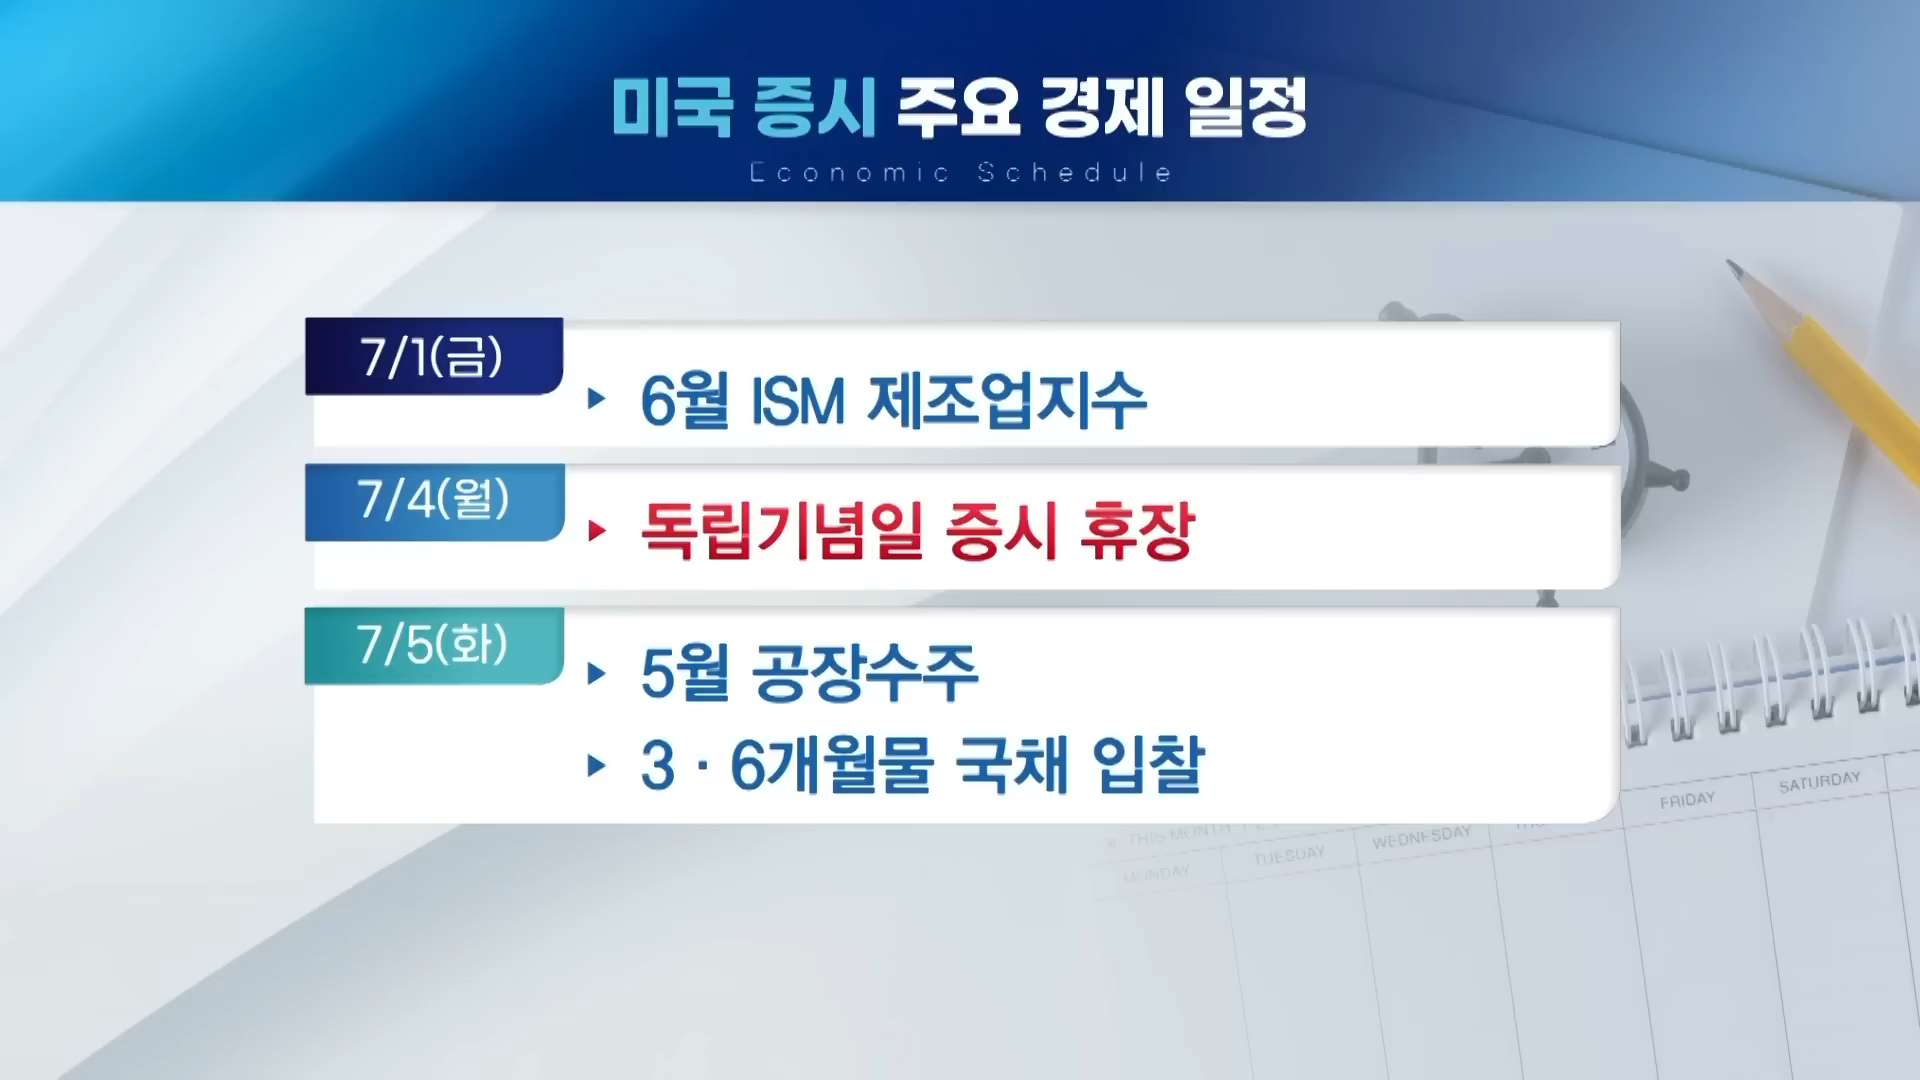 미국 증시 주요 경제 일정
Economic Schedule
7/1(금)
6월 ISM 제조업지수
7/4(월)
독립기념일 증시 휴장
7/5(화)
5월 공장수주
3 · 6개월물 국채 입찰
THIS MONTH
MONDAY
TUESDAY
WEDNESDAY
FRIDAY
SATURDAY